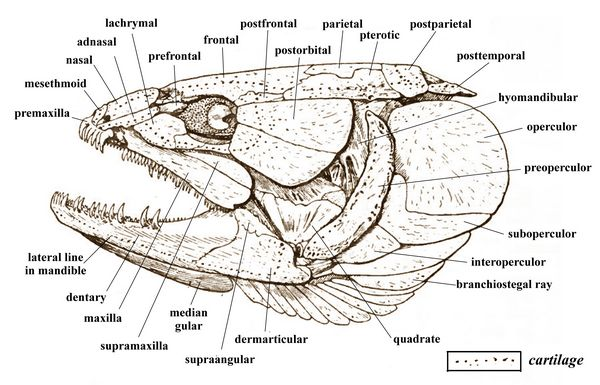 lachrymal
adnasal
nasal
mesethmoid
premaxilla
prefrontal
frontal
postfrontal
postorbital
parietal
pterotic
postparietal
posttemporal
hyomandibular
operculor
preoperculor
suboperculor
interoperculor
branchiostegal ray
quadrate
dermarticular
supraangular
median
gular
supramaxilla
maxilla
dentary
lateral line
in mandible
cartilage